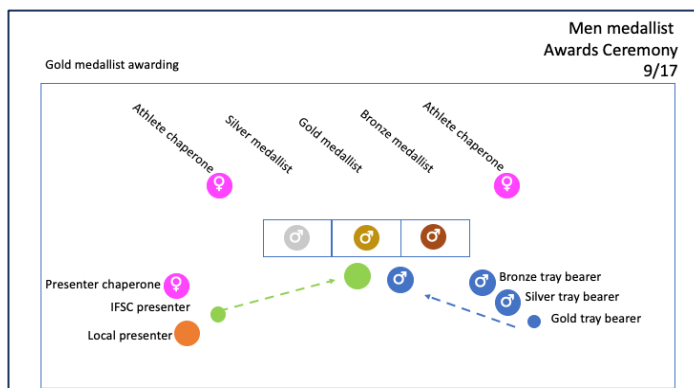 Men medallist
Awards Ceremony
9/17
Gold medallist awarding
Athlete chaperone
Silver medallist
Gold medallist
Bronze medallist
Athlete chaperone
Presenter chaperone
IFSC presenter
Local presenter
Bronze tray bearer
Silver tray bearer
Gold tray bearer